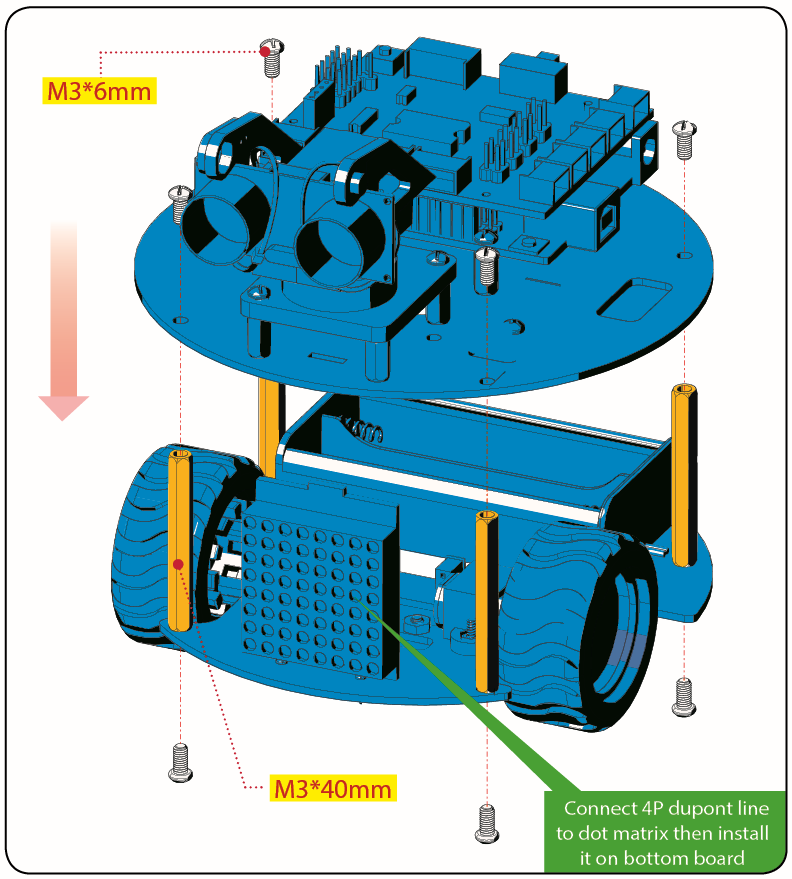 M3*6mm
M3*40mm
Connect 4P dupont line
to dot matrix then install
it on bottom board